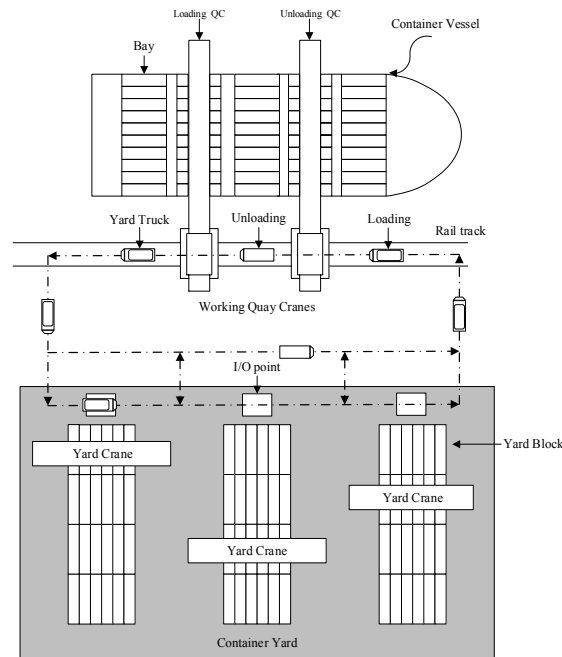 Loading QC
Unloading QC
Container Vessel
Bay
Yard Truck
Unloading
Loading
Rail track
Working Quay Cranes
I/O point
Yard Crane
Yard Block
Yard Crane
Yard Crane
Container Yard